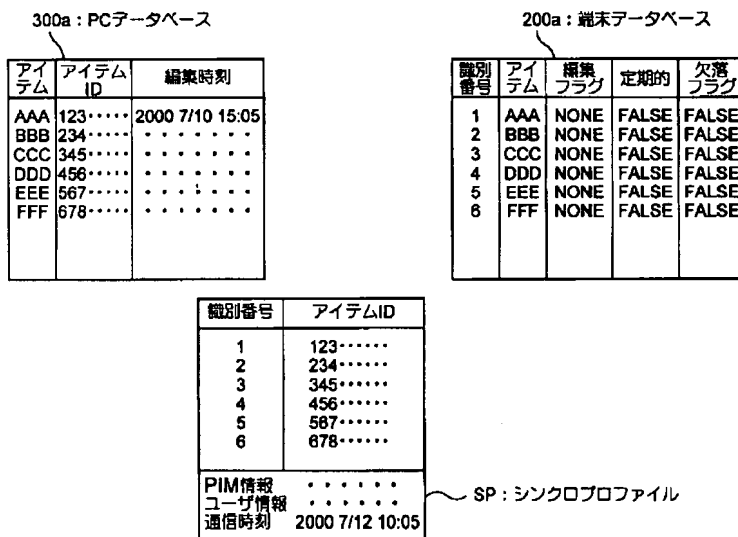 300a：PCデータベース
アイテム アイテムID 編集時刻
AAA 123‥‥‥ 2000 7/10 15:05
BBB 234‥‥‥ ・・・・・・・
CCC 345‥‥‥ ・・・・・・・
DDD 456‥‥‥ ・・・・・・・
EEE 567‥‥‥ ・・・・・・・
FFF 678‥‥‥ ・・・・・・・
200a：端末データベース
識別番号 アイテム 編集フラグ 定期的 欠落フラグ
1 AAA NONE FALSE FALSE
2 BBB NONE FALSE FALSE
3 CCC NONE FALSE FALSE
4 DDD NONE FALSE FALSE
5 EEE NONE FALSE FALSE
6 FFF NONE FALSE FALSE
識別番号 アイテムID
1 123‥‥‥
2 234‥‥‥
3 345‥‥‥
4 456‥‥‥
5 567‥‥‥
6 678‥‥‥
PIM情報 ・・・・・・
ユーザ情報 ・・・・・・
通信時刻 2000 7/12 10:05
SP：シンクロプロファイル